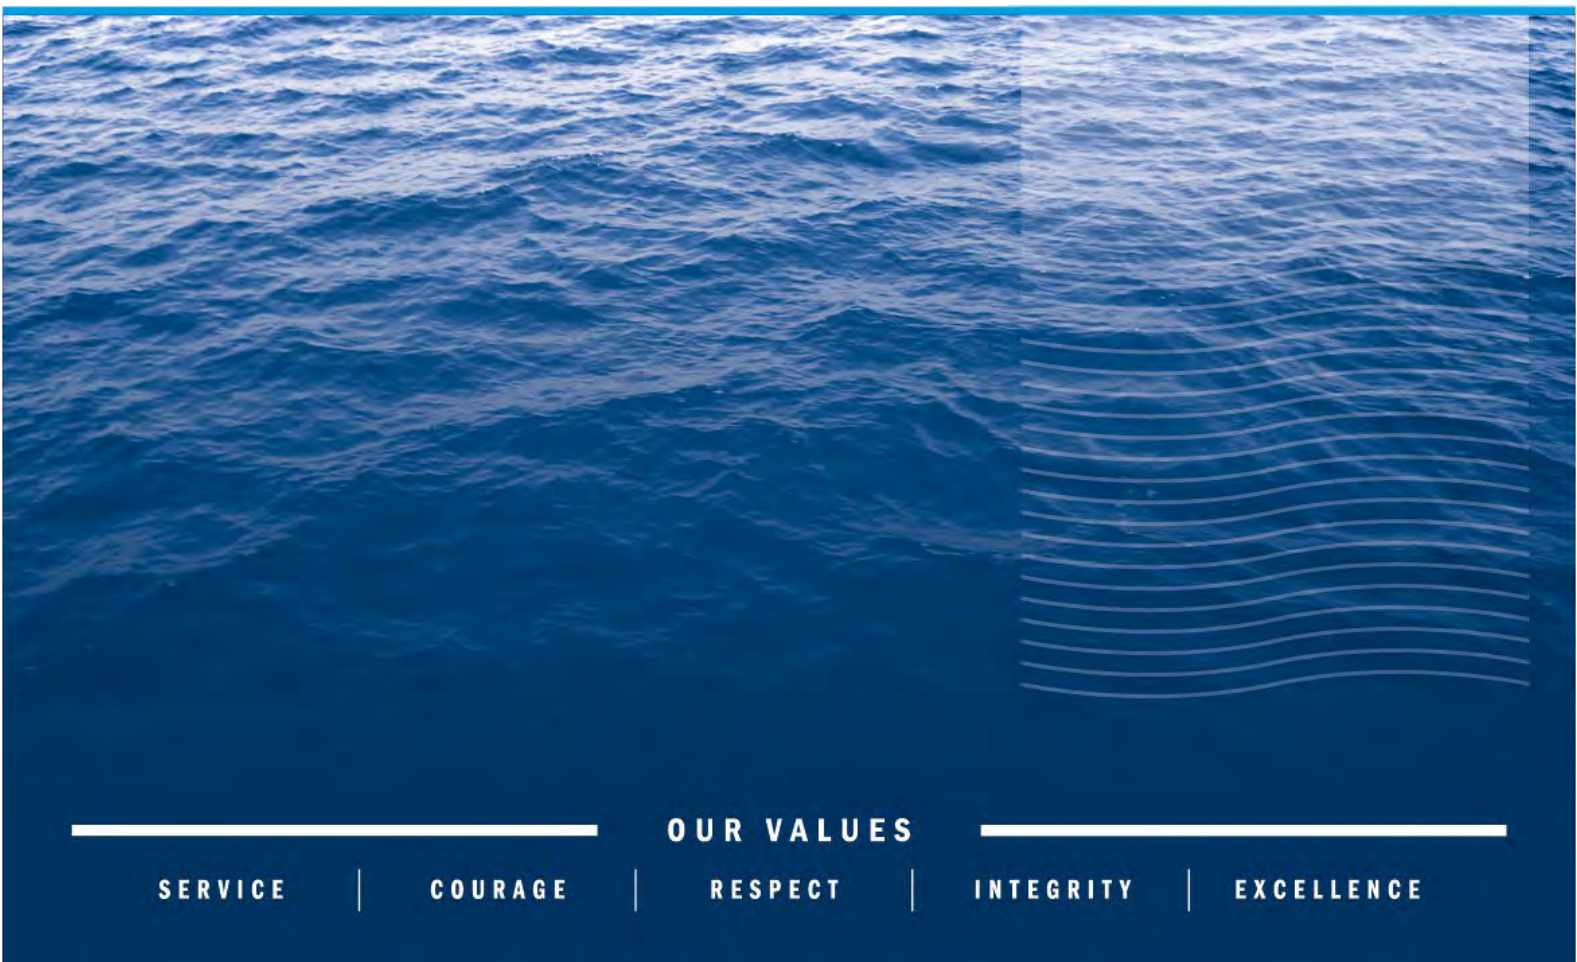 OUR VALUES
SERVICE | COURAGE | RESPECT | INTEGRITY | EXCELLENCE